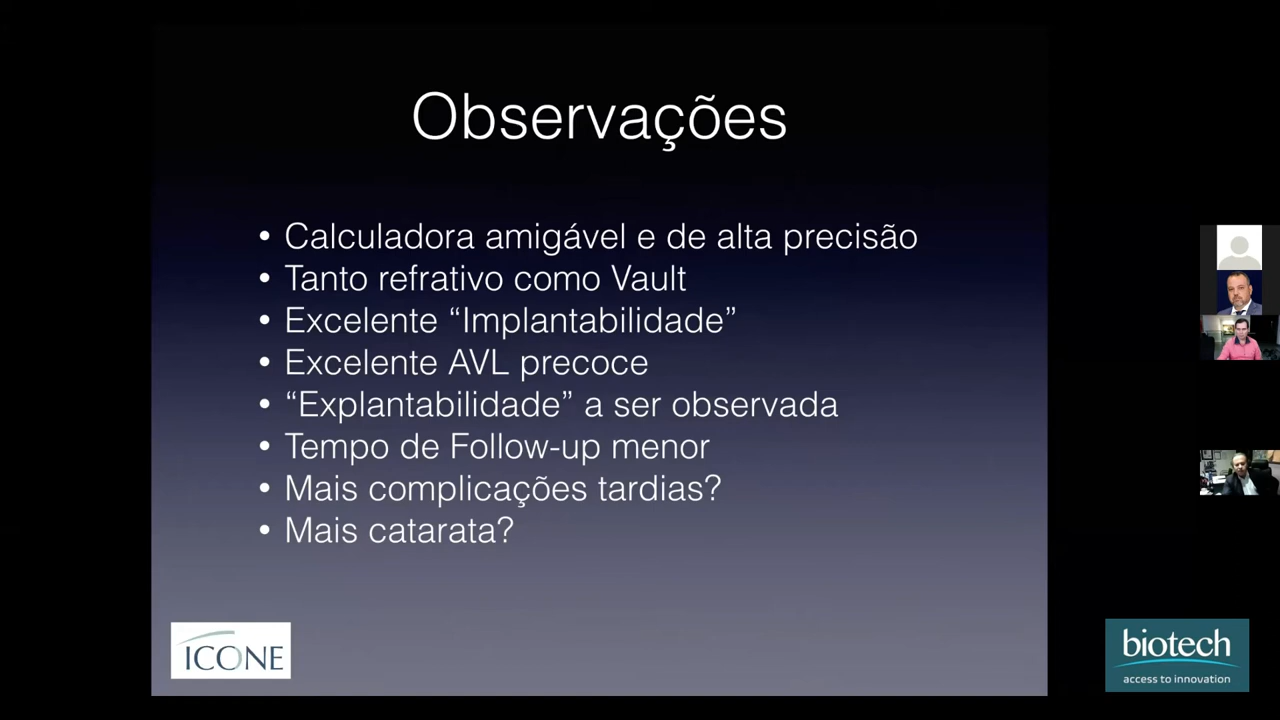 Observações
• Calculadora amigável e de alta precisão
• Tanto refrativo como Vault
• Excelente “Implantabilidade”
• Excelente AVL precoce
• “Explantabilidade” a ser observada
• Tempo de Follow-up menor
• Mais complicações tardias?
• Mais catarata?
ICONE
biotech
access to innovation